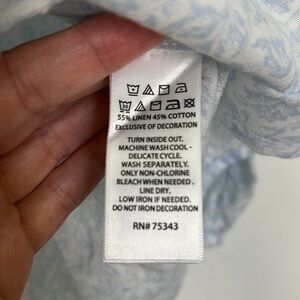 55% LINEN 45% COTTON
EXCLUSIVE OF DECORATION
TURN INSIDE OUT.
MACHINE WASH COOL -
DELICATE CYCLE.
WASH SEPARATELY.
ONLY NON-CHLORINE
BLEACH WHEN NEEDED.
LINE DRY.
LOW IRON IF NEEDED.
DO NOT IRON DECORATION
RN# 75343